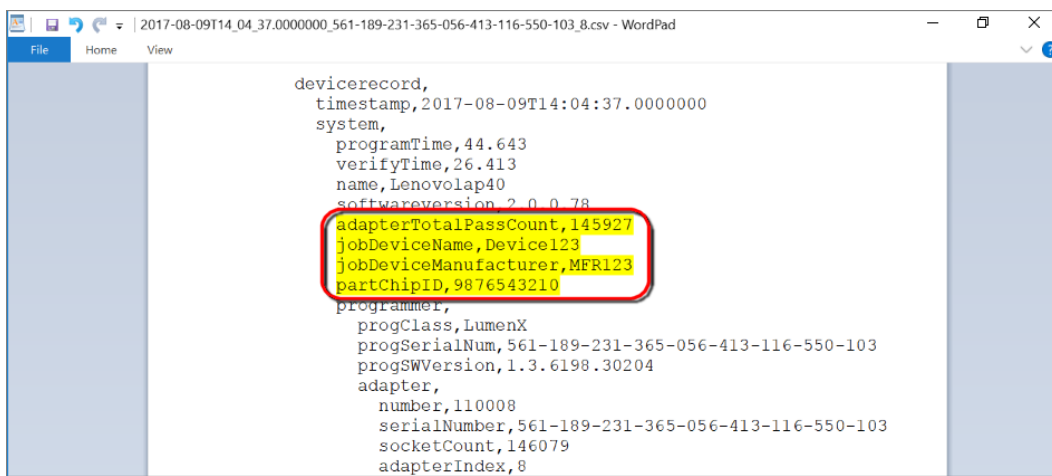 2017-08-09T14_04_37.0000000_561-189-231-365-056-413-116-550-103_8.csv - WordPad
File Home View
devicerecord,
timestamp,2017-08-09T14:04:37.0000000
system,
programTime,44.643
verifyTime,26.413
name,Lenovolap40
softwareversion,2.0.0.78
adapterTotalPassCount,145927
jobDeviceName,Device123
jobDeviceManufacturer,MFR123
partChipID,9876543210
programmer,
progClass,LumenX
progSerialNum,561-189-231-365-056-413-116-550-103
progSWVersion,1.3.6198.30204
adapter,
number,110008
serialNumber,561-189-231-365-056-413-116-550-103
socketCount,146079
adapterIndex,8